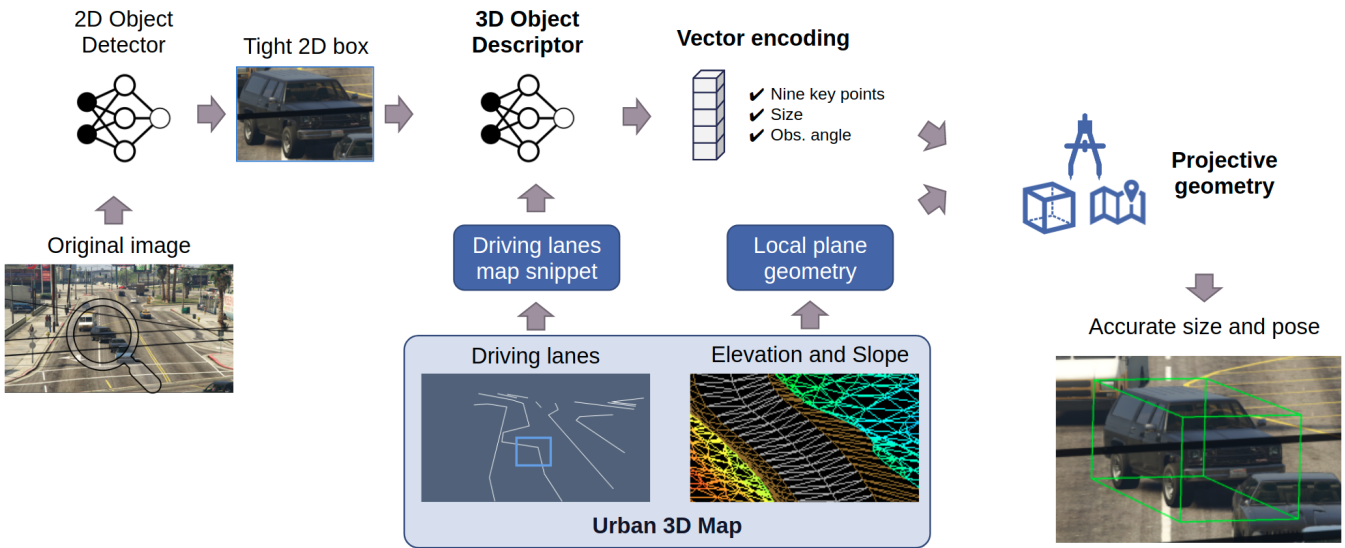 2D Object
Detector
Tight 2D box
3D Object
Descriptor
Vector encoding
✔ Nine key points
✔ Size
✔ Obs. angle
Projective
geometry
Original image
Driving lanes
map snippet
Local plane
geometry
Accurate size and pose
Driving lanes
Elevation and Slope
Urban 3D Map